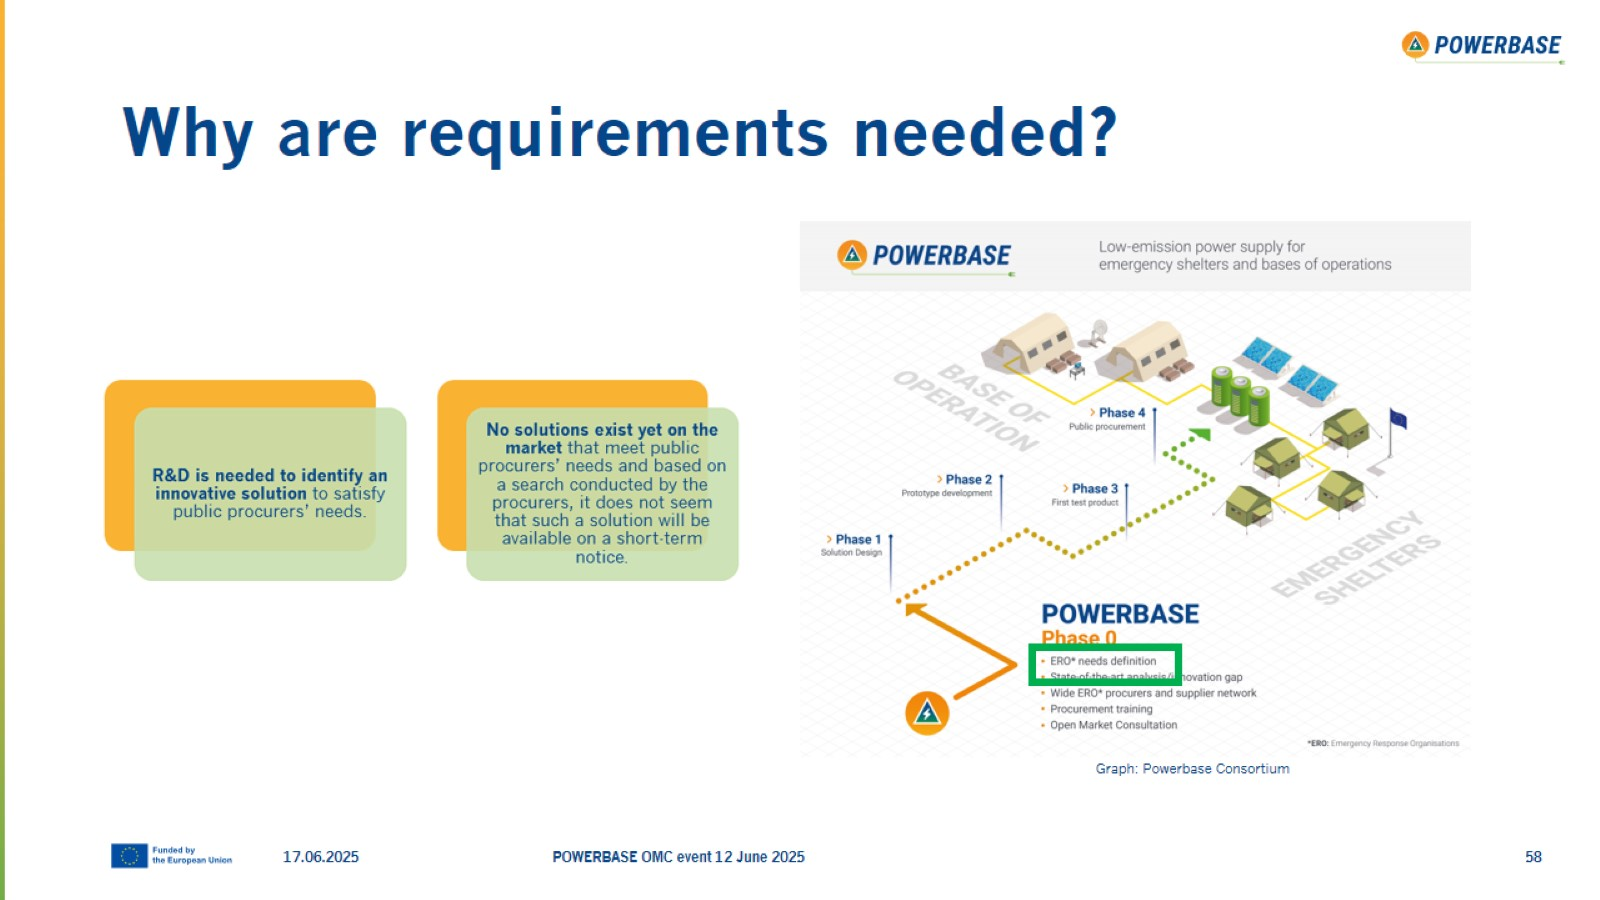 POWERBASE
Why are requirements needed?
R&D is needed to identify an
innovative solution to satisfy
public procurers’ needs.
No solutions exist yet on the
market that meet public
procurers’ needs and based on
a search conducted by the
procurers, it does not seem
that such a solution will be
available on a short-term
notice.
POWERBASE
Low-emission power supply for
emergency shelters and bases of operations
BASE OF
OPERATION
> Phase 4
Public procurement
> Phase 2
Prototype development
> Phase 3
First test product
> Phase 1
Solution Design
EMERGENCY
SHELTERS
POWERBASE
Phase 0
• ERO* needs definition
• State-of-the-art analysis/innovation gap
• Wide ERO* procurers and supplier network
• Procurement training
• Open Market Consultation
*ERO: Emergency Response Organisations
Graph: Powerbase Consortium
Funded by
the European Union
17.06.2025
POWERBASE OMC event 12 June 2025
58